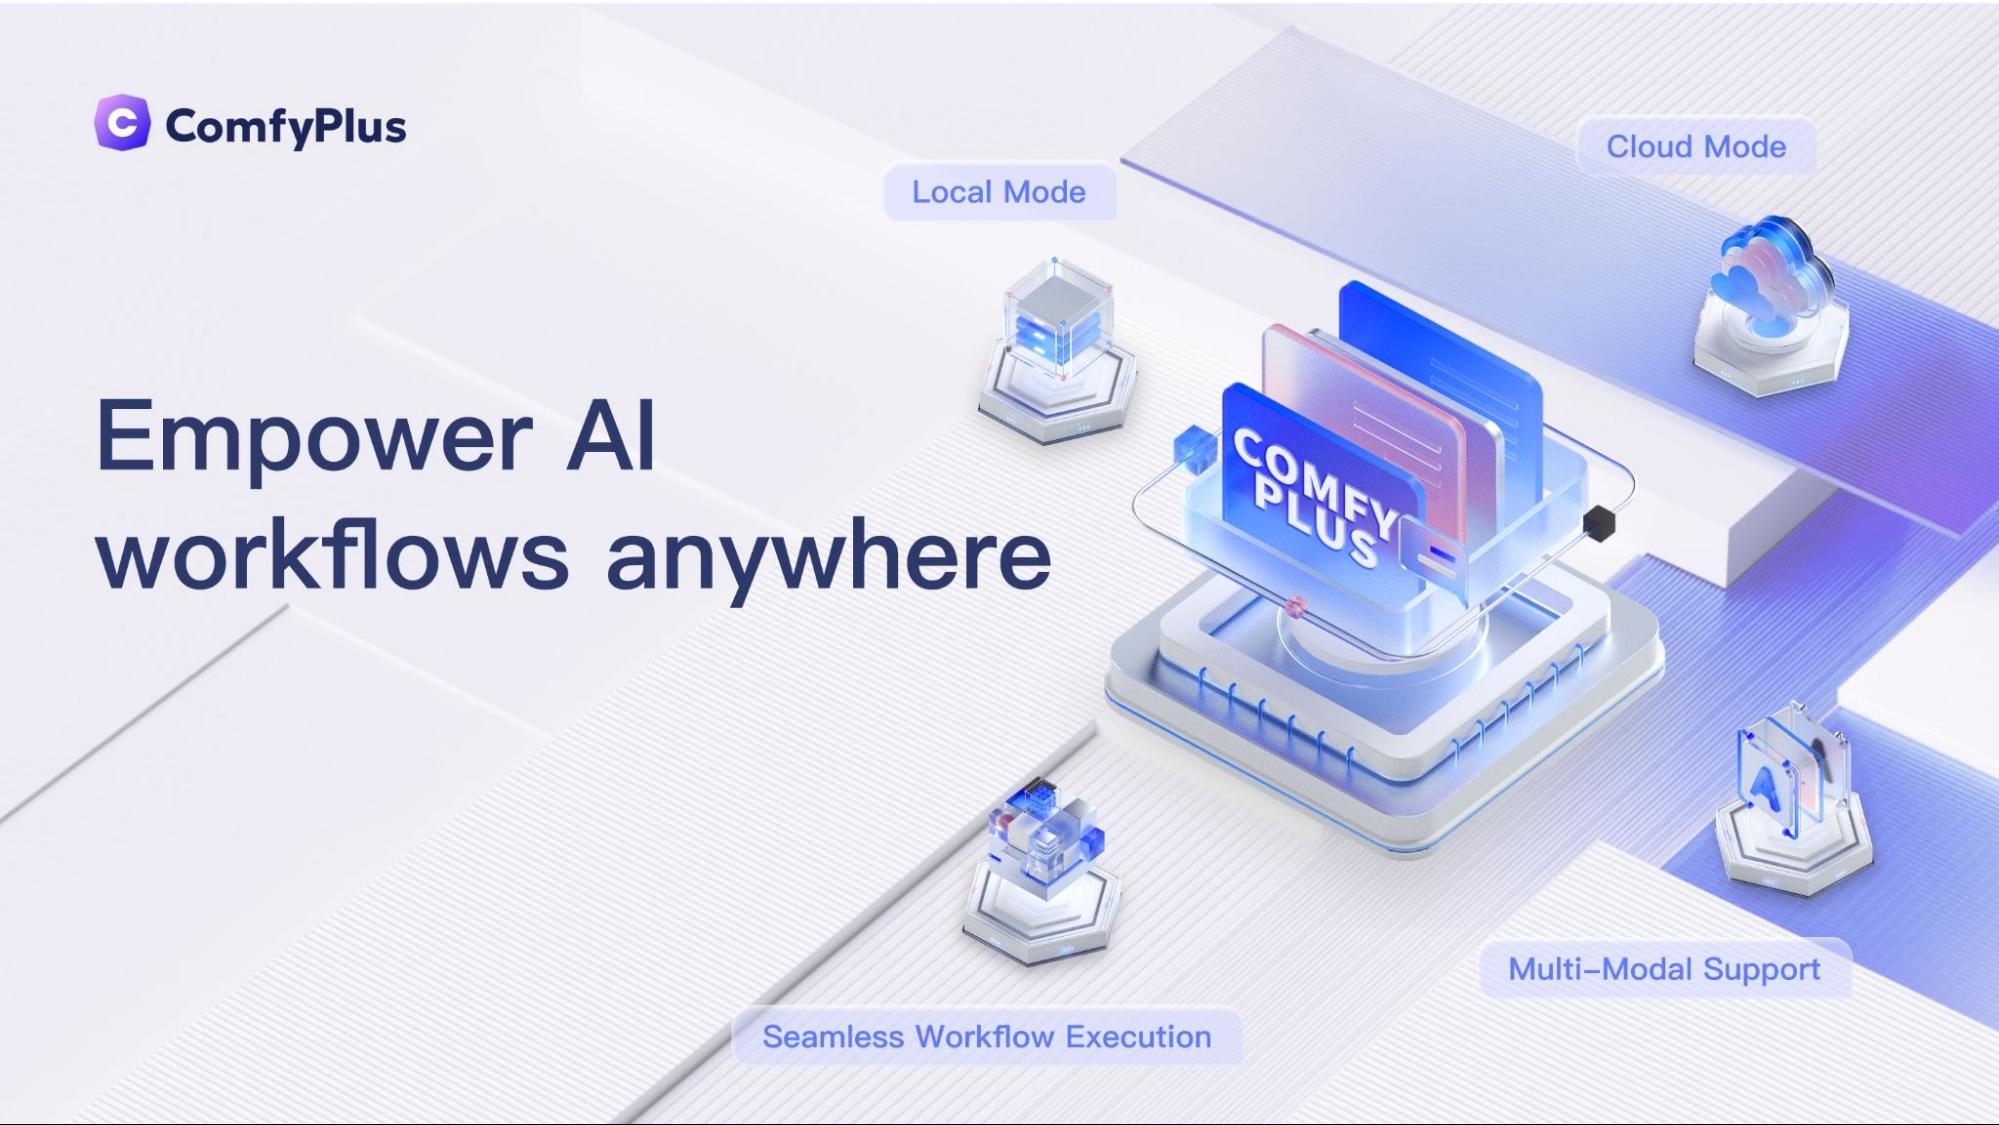 ComfyPlus
Local Mode
Cloud Mode
Empower AI
workflows anywhere
COMFY
PLUS
A
Multi-Modal Support
Seamless Workflow Execution